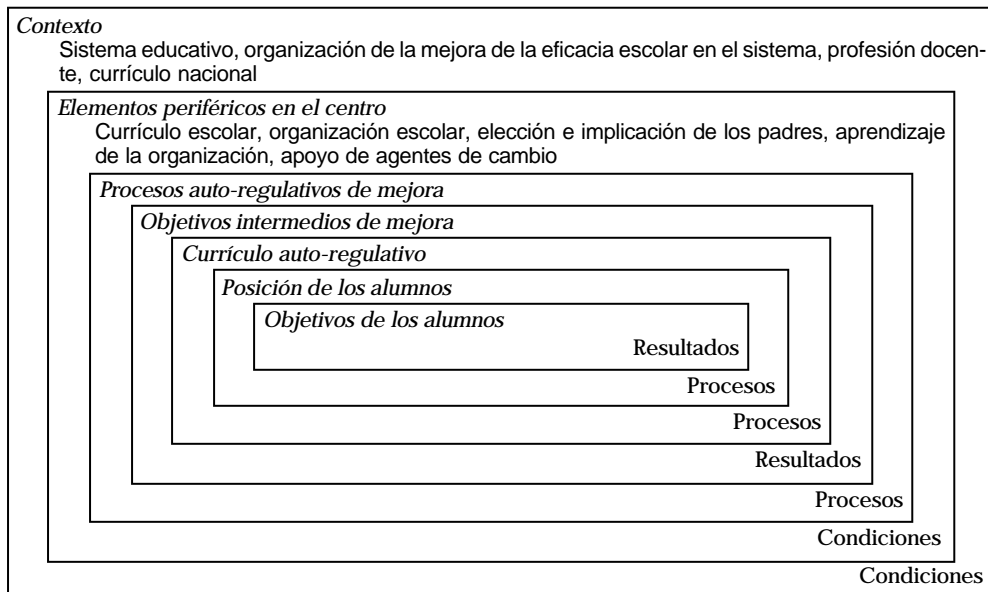 Contexto
Sistema educativo, organización de la mejora de la eficacia escolar en el sistema, profesión docen-
te, currículo nacional
Elementos periféricos en el centro
Currículo escolar, organización escolar, elección e implicación de los padres, aprendizaje
de la organización, apoyo de agentes de cambio
Procesos auto-regulativos de mejora
Objetivos intermedios de mejora
Currículo auto-regulativo
Posición de los alumnos
Objetivos de los alumnos
Resultados
Procesos
Procesos
Resultados
Procesos
Condiciones
Condiciones